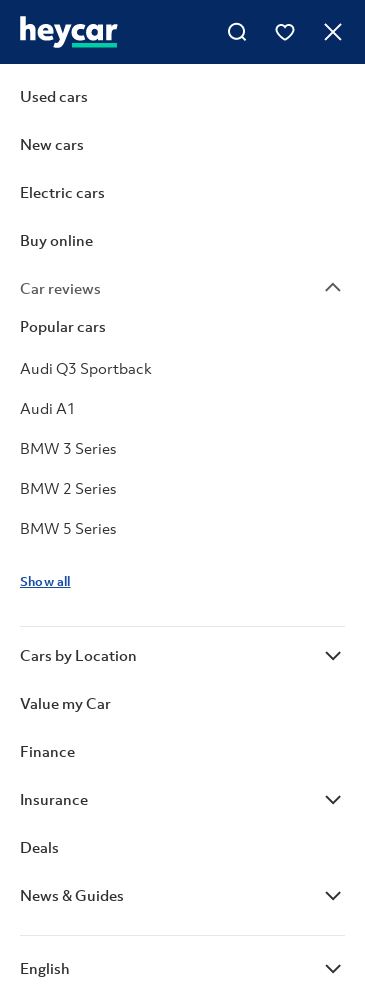 heycar
Used cars
New cars
Electric cars
Buy online
Car reviews
Popular cars
Audi Q3 Sportback
Audi A1
BMW 3 Series
BMW 2 Series
BMW 5 Series
Show all
Cars by Location
Value my Car
Finance
Insurance
Deals
News & Guides
English